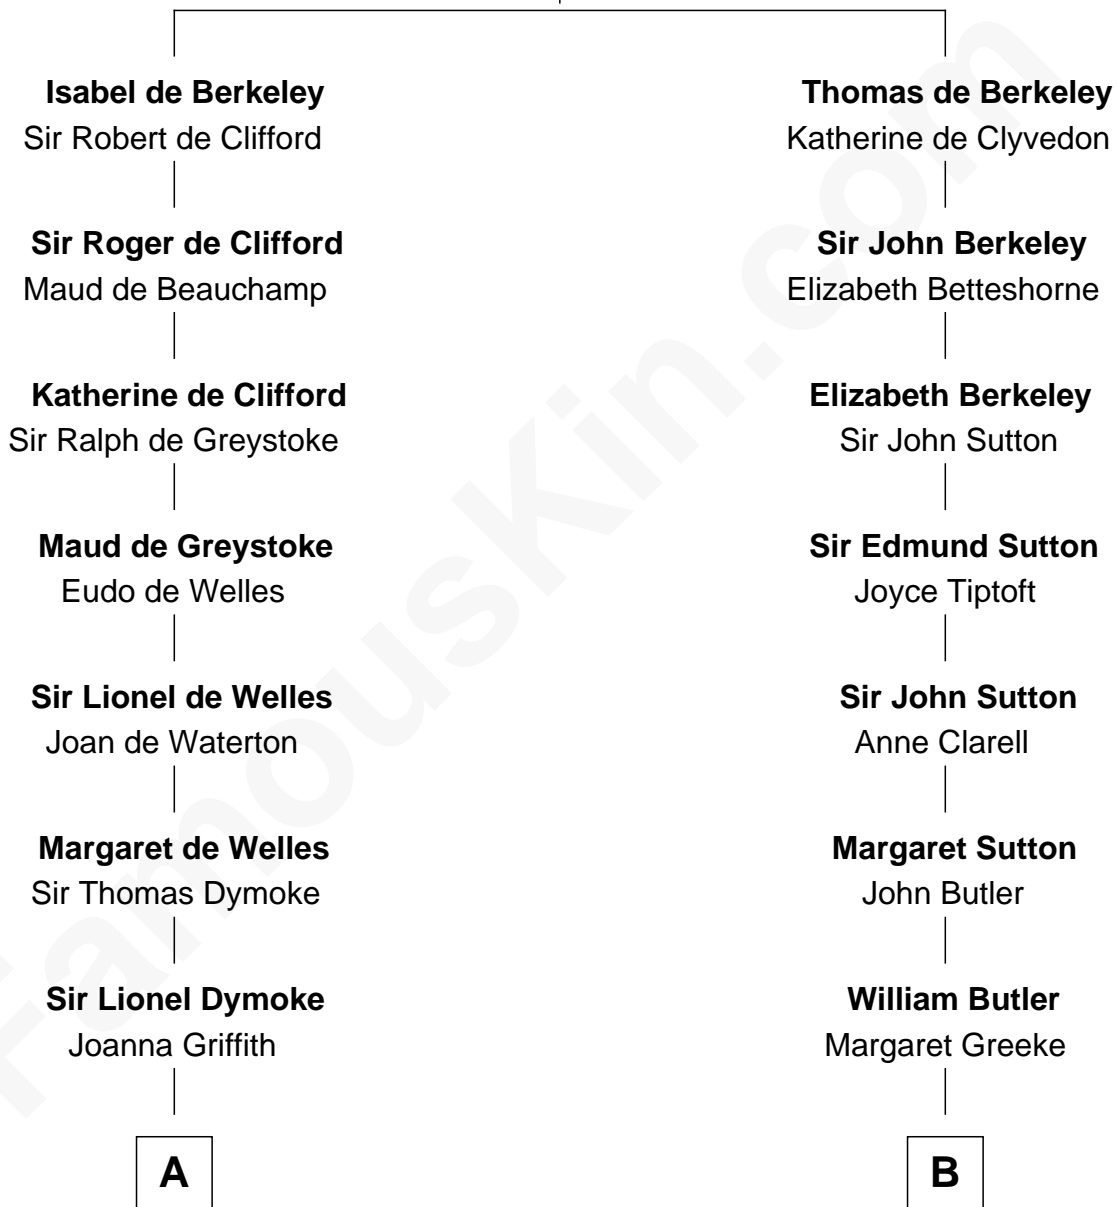 Isabel de Berkeley
Sir Robert de Clifford
Sir Roger de Clifford
Maud de Beauchamp
Katherine de Clifford
Sir Ralph de Greystoke
Maud de Greystoke
Eudo de Welles
Sir Lionel de Welles
Joan de Waterton
Margaret de Welles
Sir Thomas Dymoke
Sir Lionel Dymoke
Joanna Griffith
A
Thomas de Berkeley
Katherine de Clyvedon
Sir John Berkeley
Elizabeth Betteshorne
Elizabeth Berkeley
Sir John Sutton
Sir Edmund Sutton
Joyce Tiptoft
Sir John Sutton
Anne Clarell
Margaret Sutton
John Butler
William Butler
Margaret Greeke
B
FamousKin.com